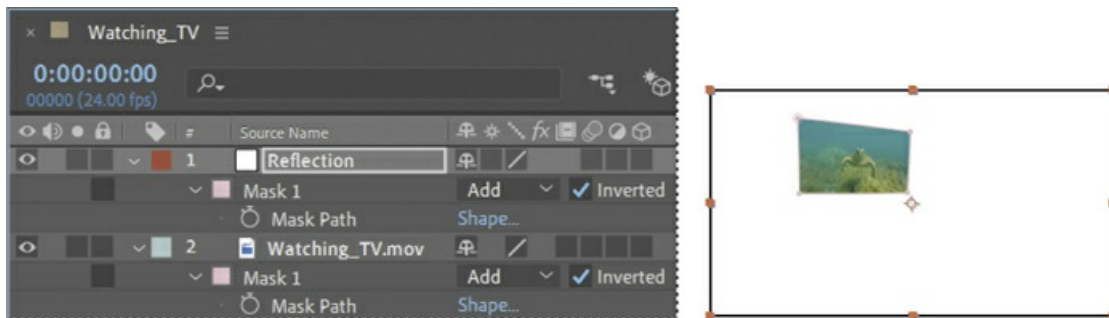 × Watching_TV ≡
0:00:00:00
00000 (24.00 fps)
# Source Name fx
1 Reflection
Mask 1 Add Inverted
Mask Path Shape...
2 Watching_TV.mov
Mask 1 Add Inverted
Mask Path Shape...